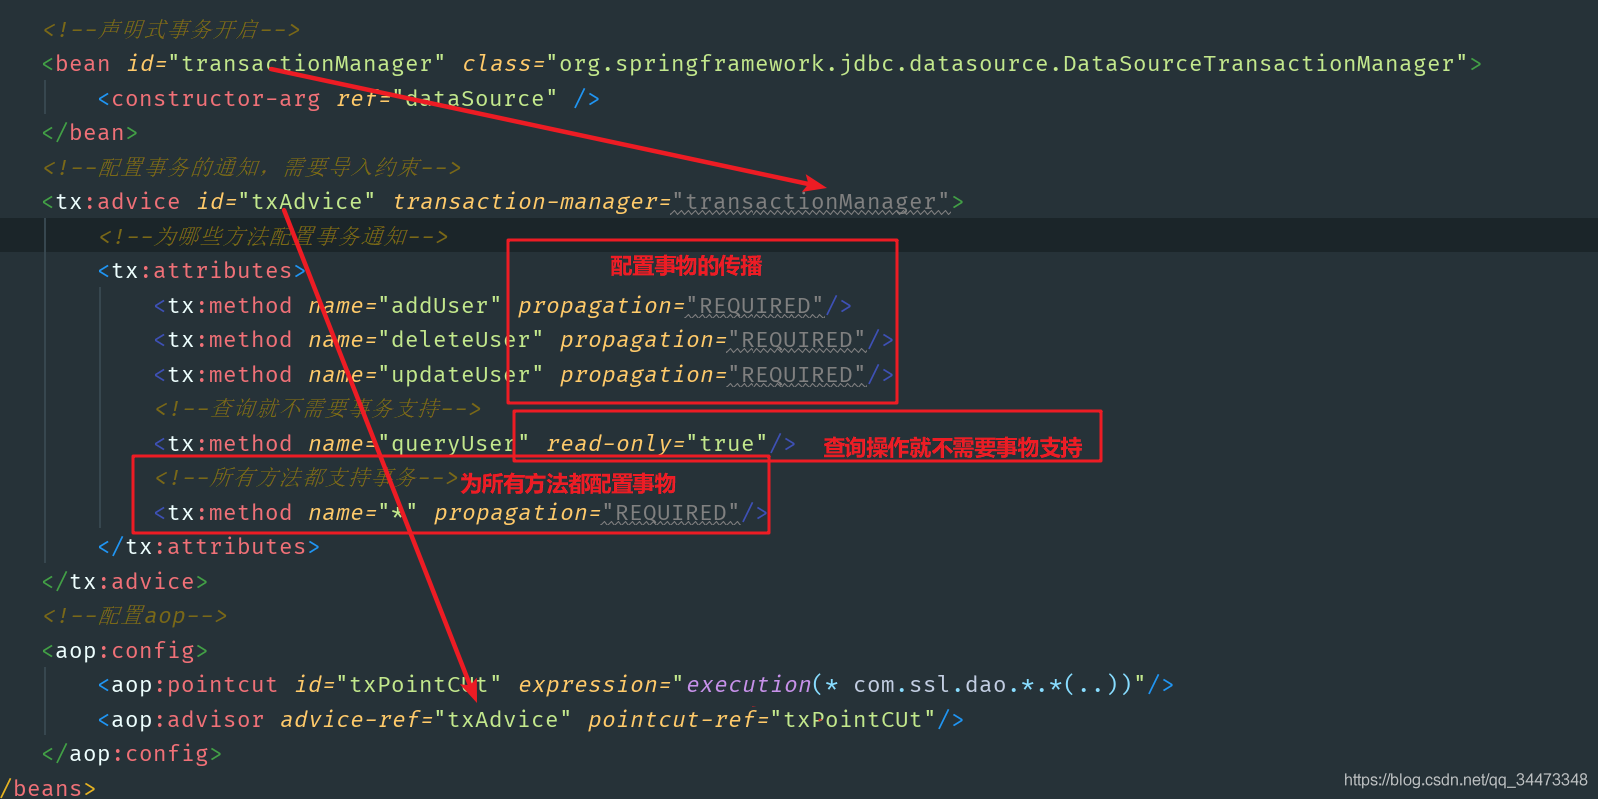 <!--声明式事务开启-->
<bean id="transactionManager" class="org.springframework.jdbc.datasource.DataSourceTransactionManager">
<constructor-arg ref="dataSource" />
</bean>
<!--配置事务的通知，需要导入约束-->
<tx:advice id="txAdvice" transaction-manager="transactionManager">
<!--为哪些方法配置事务通知-->
配置事物的传播
<tx:attributes>
<tx:method name="addUser" propagation="REQUIRED"/>
<tx:method name="deleteUser" propagation="REQUIRED"/>
<tx:method name="updateUser" propagation="REQUIRED"/>
<!--查询就不需要事务支持-->
<tx:method name="queryUser" read-only="true"/> 查询操作就不需要事物支持
<!--所有方法都支持事务--> 为所有方法都配置事物
<tx:method name="*" propagation="REQUIRED"/>
</tx:attributes>
</tx:advice>
<!--配置aop-->
<aop:config>
<aop:pointcut id="txPointCUt" expression="execution(* com.ssl.dao.*.*(..))"/>
<aop:advisor advice-ref="txAdvice" pointcut-ref="txPointCUt"/>
</aop:config>
/beans>
https://blog.csdn.net/qq_34473348